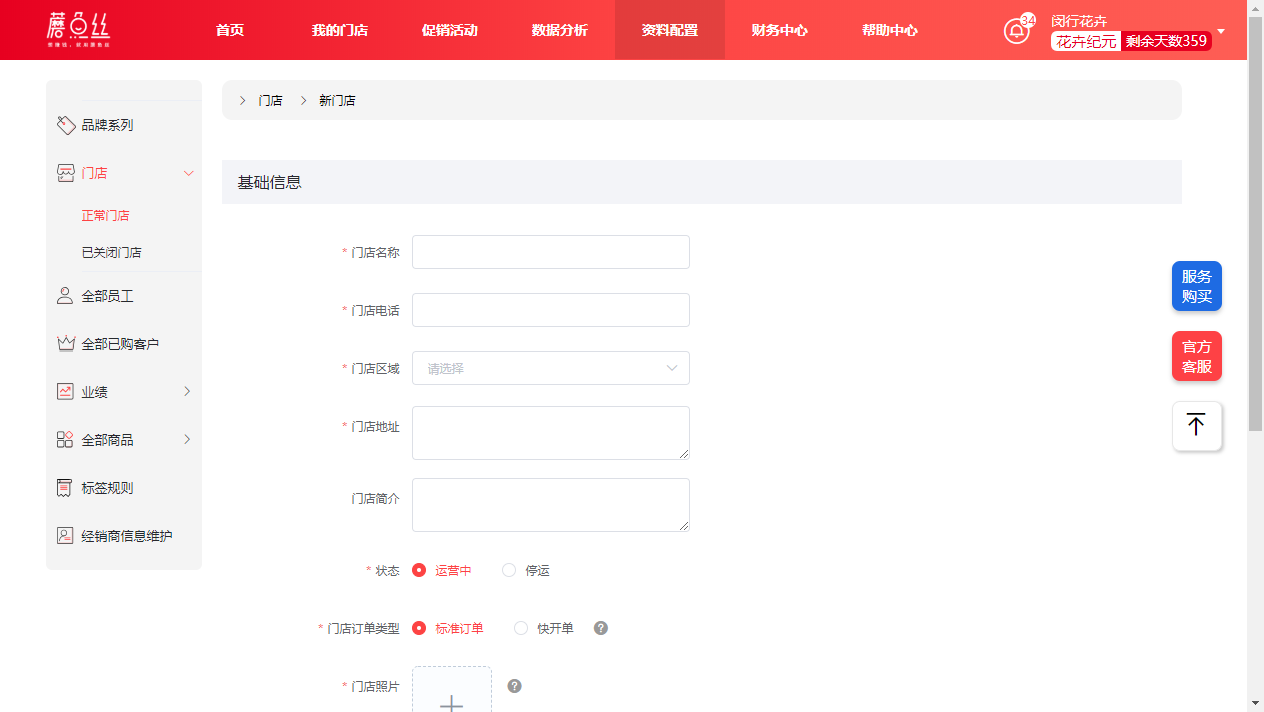 蘑点丝
首页
我的门店
促销活动
数据分析
资料配置
财务中心
帮助中心
34
闵行花卉
花卉纪元 剩余天数359
品牌系列
门店
正常门店
已关闭门店
全部员工
全部已购客户
业绩
全部商品
标签规则
经销商信息维护
门店 新门店
基础信息
* 门店名称
* 门店电话
* 门店区域 请选择
* 门店地址
门店简介
* 状态 运营中 停运
* 门店订单类型 标准订单 快开单 ?
* 门店照片 ?
服务
购买
官方
客服